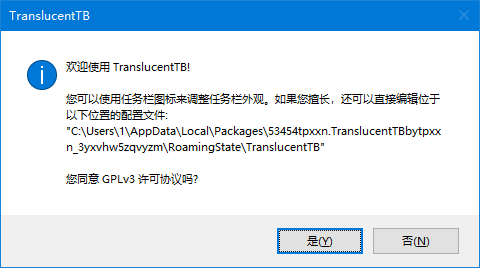 TranslucentTB
欢迎使用 TranslucentTB!
您可以使用任务栏图标来调整任务栏外观。如果您擅长，还可以直接编辑位于
以下位置的配置文件:
"C:\Users\1\AppData\Local\Packages\53454tpxxn.TranslucentTBbytpxx
n_3yxvhw5zqvyzm\RoamingState\TranslucentTB"
您同意 GPLv3 许可协议吗?
是(Y)
否(N)